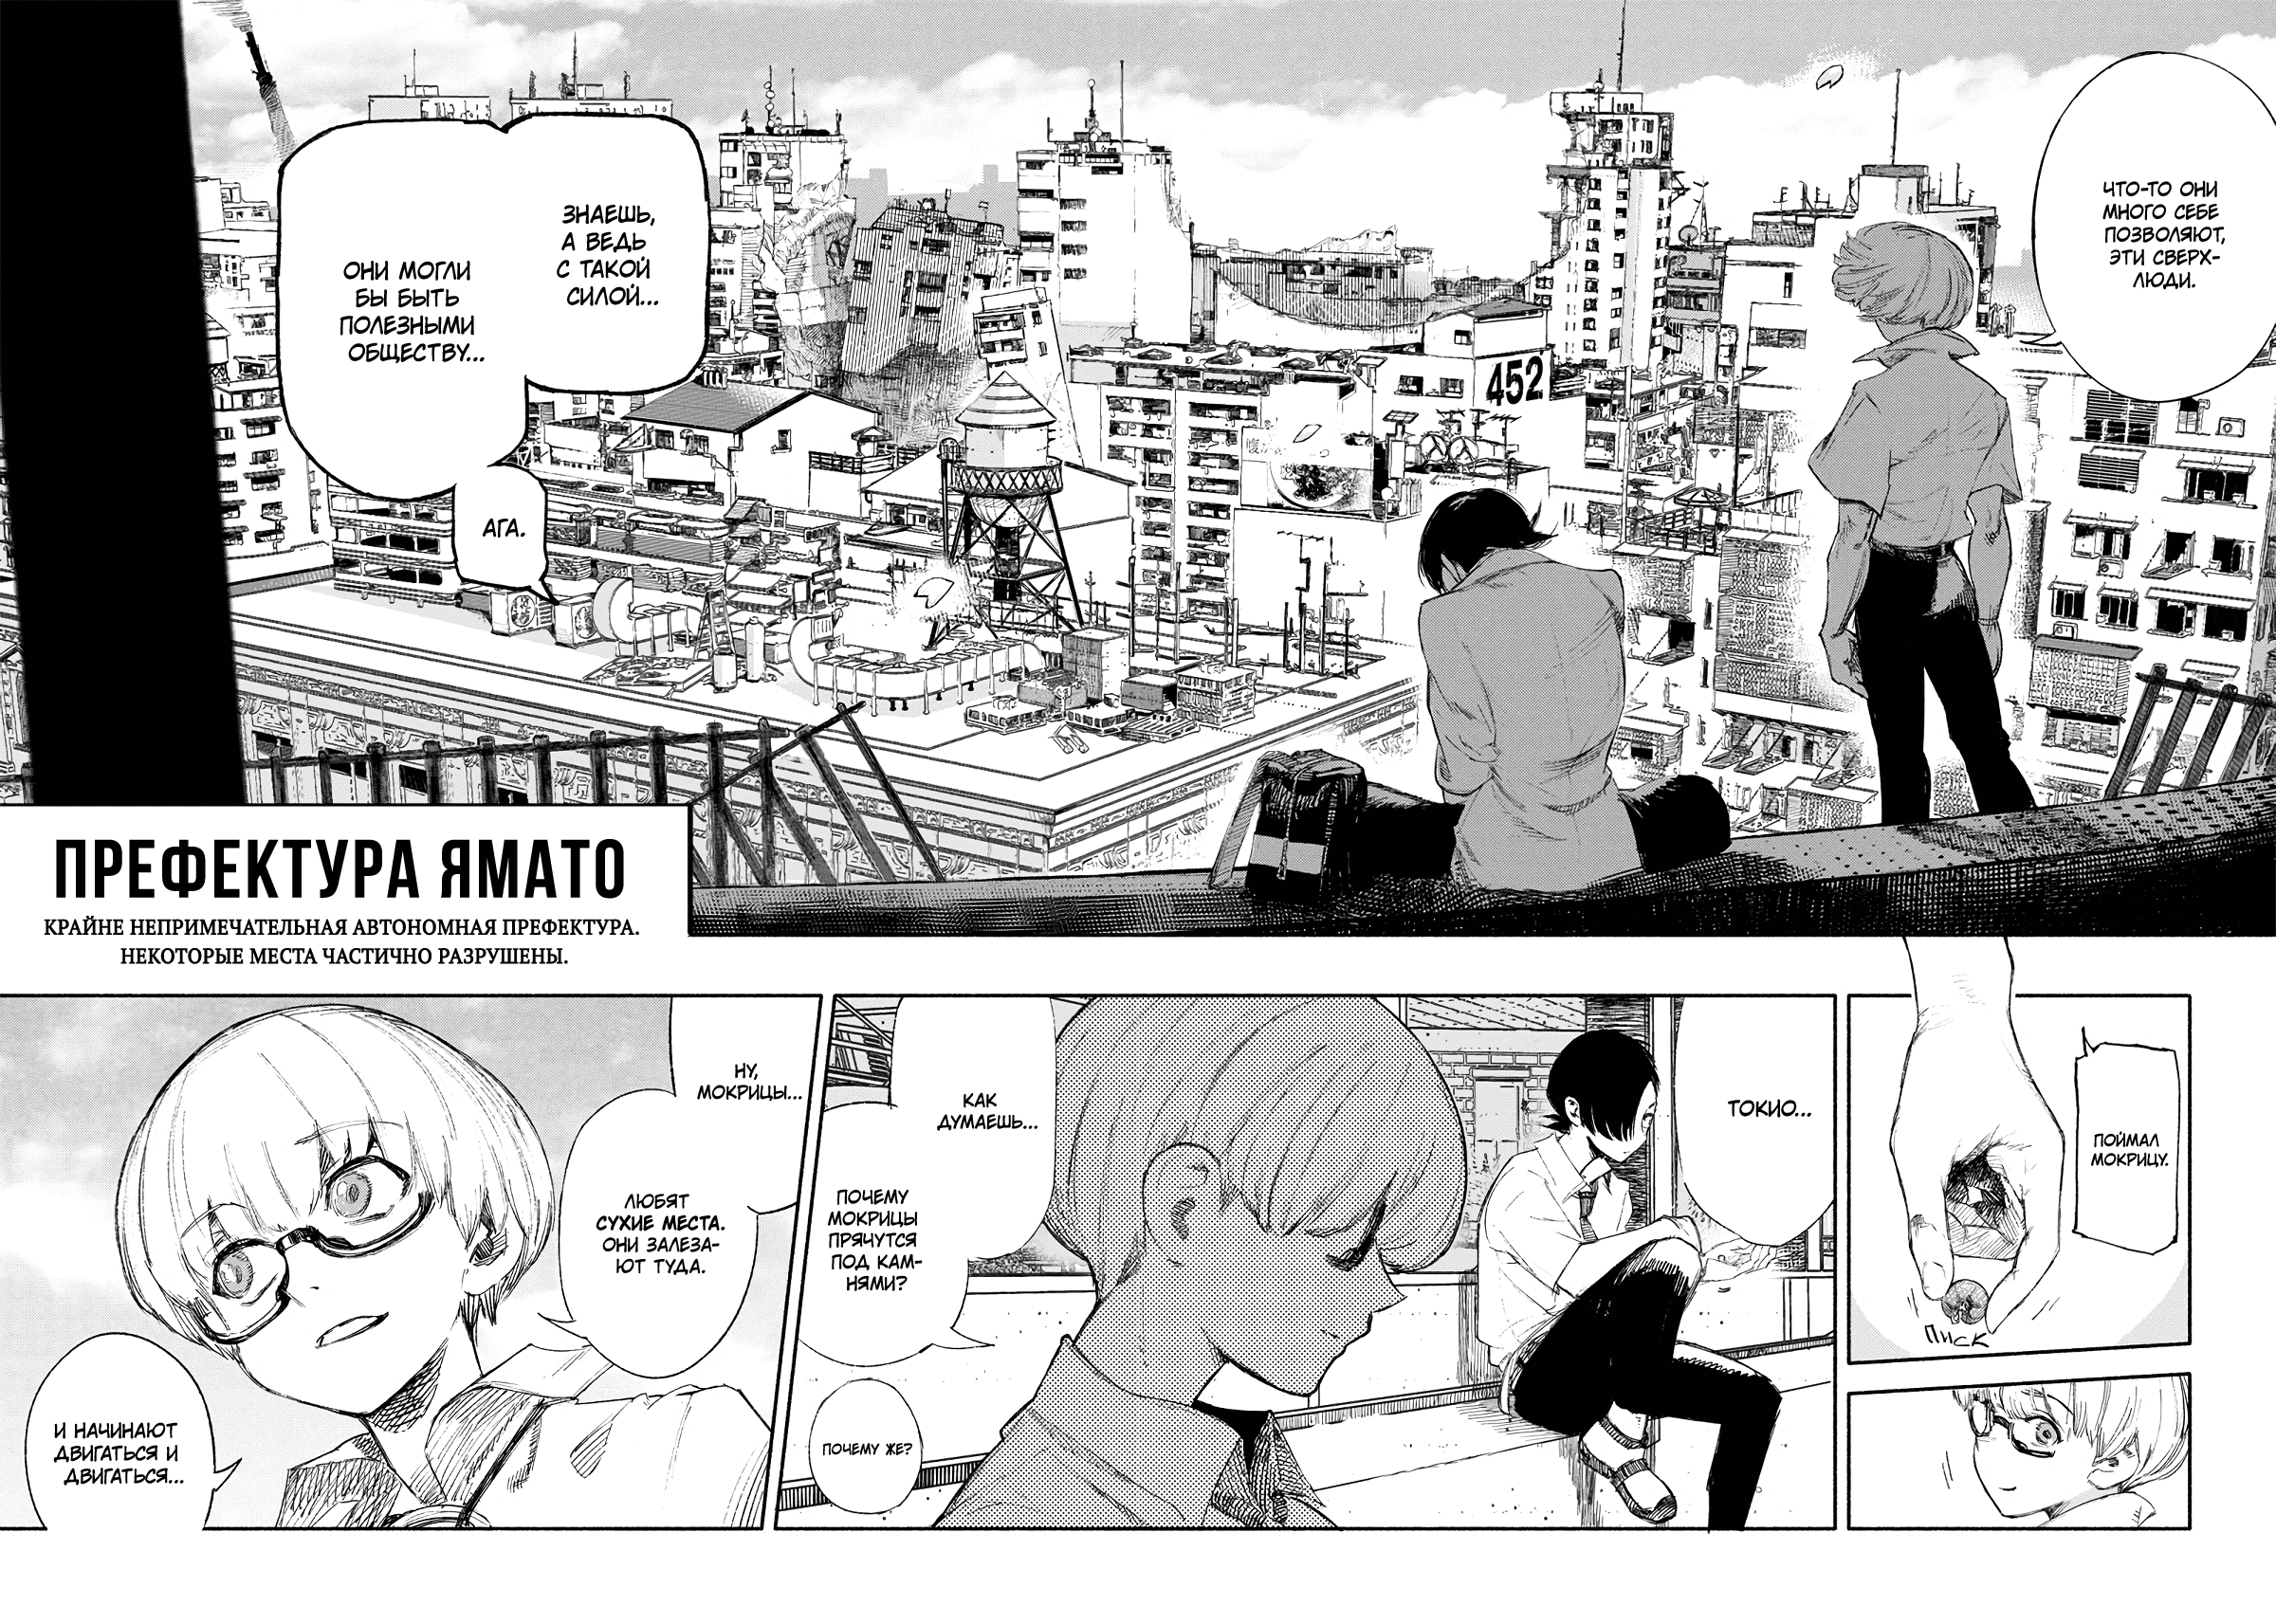 ЧТО-ТО ОНИ
МНОГО СЕБЕ
ПОЗВОЛЯЮТ,
ЭТИ СВЕРХ-
ЛЮДИ.
ЗНАЕШЬ,
А ВЕДЬ
С ТАКОЙ
СИЛОЙ...
ОНИ МОГЛИ
БЫ БЫТЬ
ПОЛЕЗНЫМИ
ОБЩЕСТВУ...
АГА.
452
ПРЕФЕКТУРА ЯМАТО
КРАЙНЕ НЕПРИМЕЧАТЕЛЬНАЯ АВТОНОМНАЯ ПРЕФЕКТУРА.
НЕКОТОРЫЕ МЕСТА ЧАСТИЧНО РАЗРУШЕНЫ.
ПОЙМАЛ
МОКРИЦУ.
ПИСК
ТОКИО...
КАК
ДУМАЕШЬ...
ПОЧЕМУ
МОКРИЦЫ
ПРЯЧУТСЯ
ПОД КАМ-
НЯМИ?
ПОЧЕМУ ЖЕ?
НУ,
МОКРИЦЫ...
ЛЮБЯТ
СУХИЕ МЕСТА.
ОНИ ЗАЛЕЗА-
ЮТ ТУДА.
И НАЧИНАЮТ
ДВИГАТЬСЯ И
ДВИГАТЬСЯ...